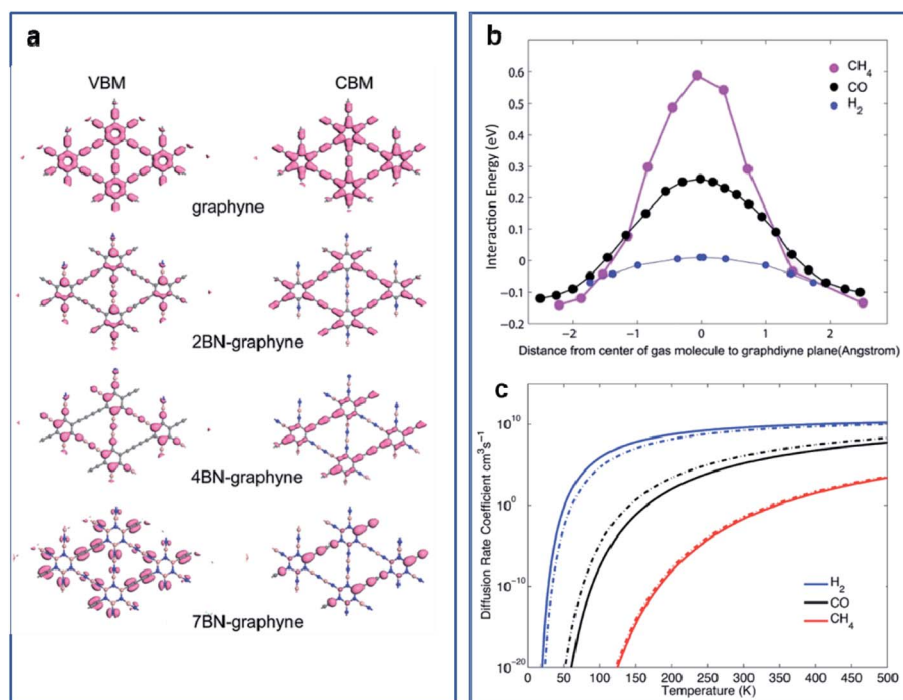 a
VBM
CBM
graphyne
2BN-graphyne
4BN-graphyne
7BN-graphyne
b
CH4
CO
H2
0.6
0.5
0.4
0.3
0.2
0.1
0
−0.1
−0.2
Interaction Energy (eV)
−2
−1
0
1
2
Distance from center of gas molecule to graphdiyne plane(Angstrom)
c
10^10
10^0
10^−10
10^−20
Diffusion Rate Coefficient cm^3s^−1
H2
CO
CH4
0
50
100
150
200
250
300
350
400
450
500
Temperature (K)